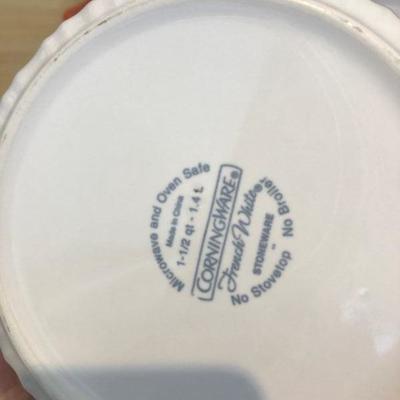 Microwave and Oven Safe
Made in China
1-1/2 qt - 1.4 L
CORNINGWARE®
French White®
STONEWARE
No Stovetop No Broiler